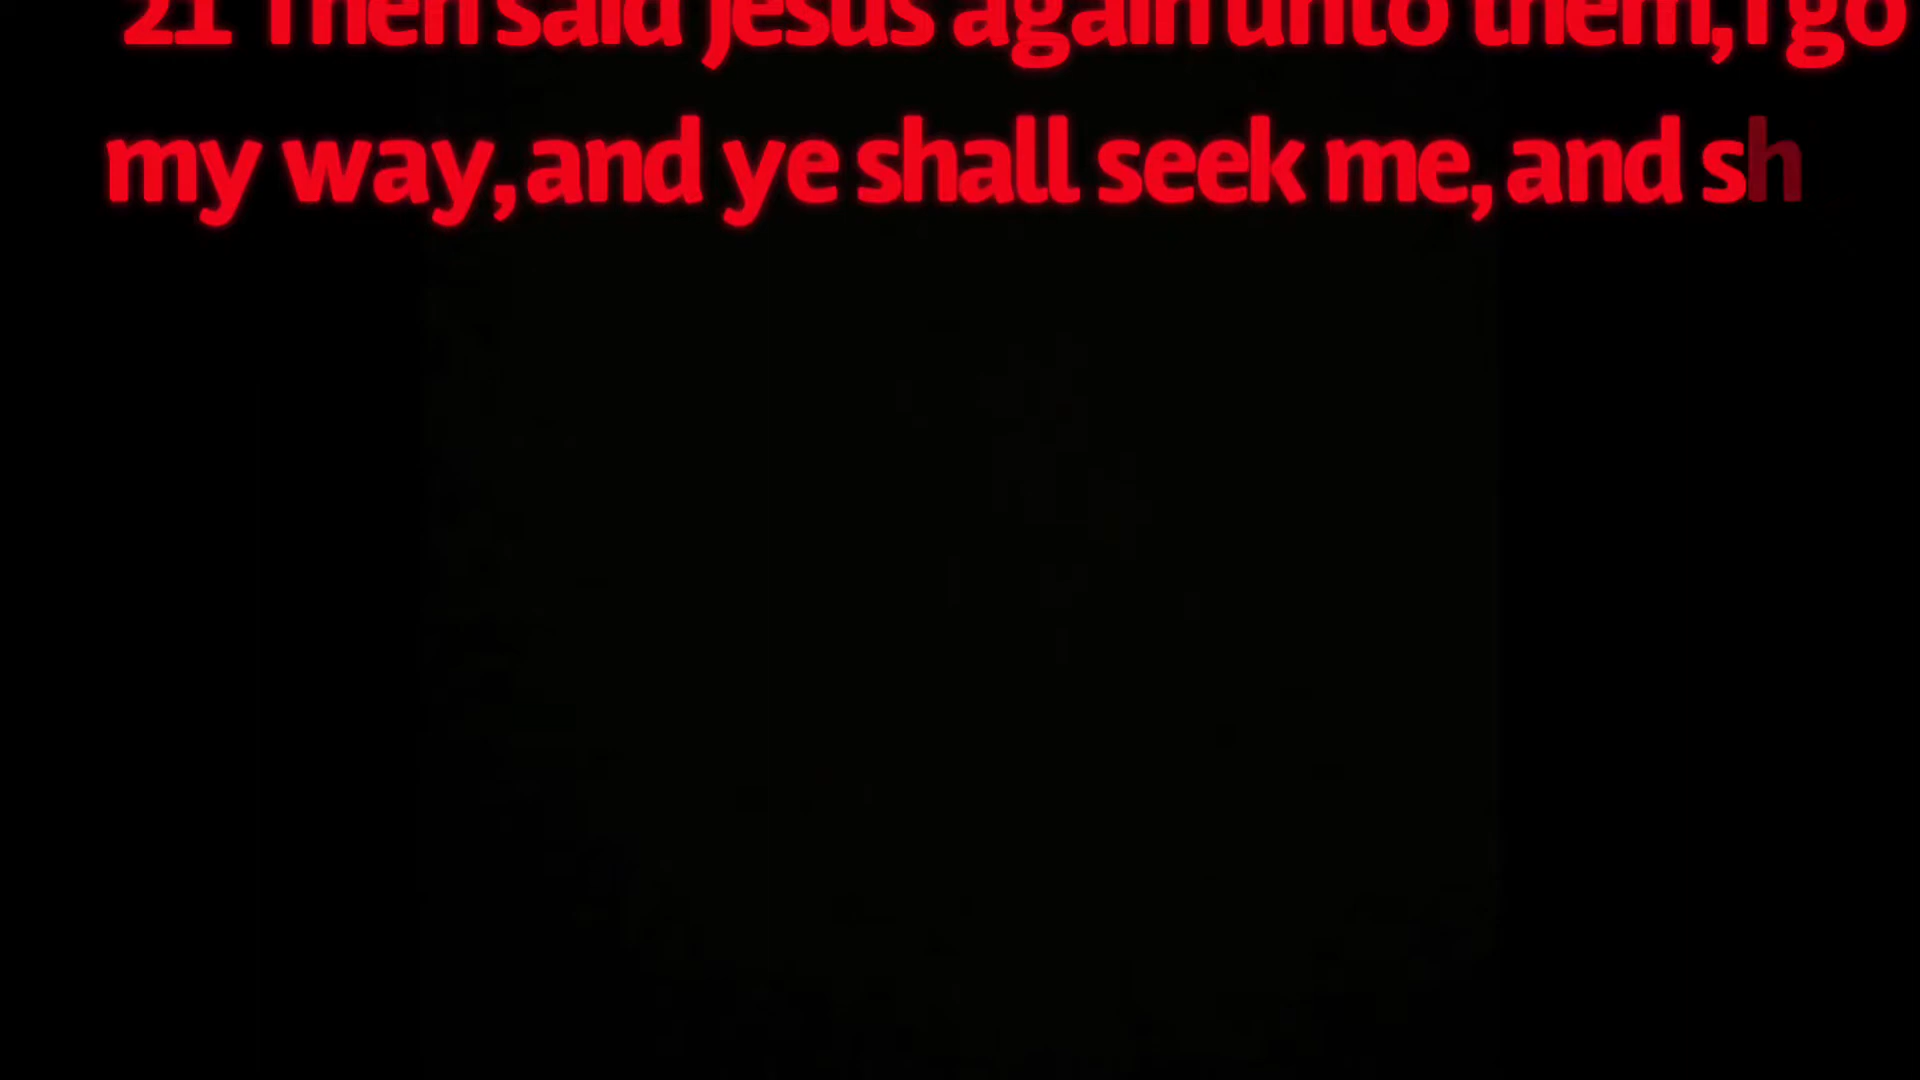 21 Then said Jesus again unto them, I go
my way, and ye shall seek me, and sh